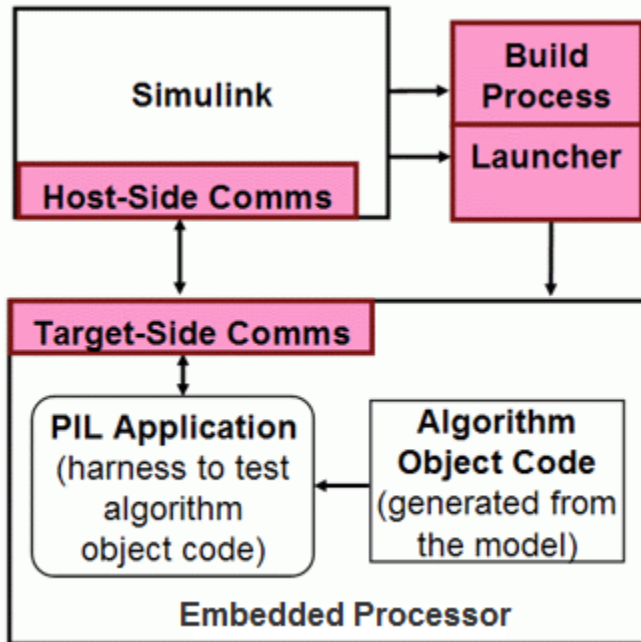 Simulink
Build
Process
Launcher
Host-Side Comms
Target-Side Comms
PIL Application
(harness to test
algorithm
object code)
Algorithm
Object Code
(generated from
the model)
Embedded Processor